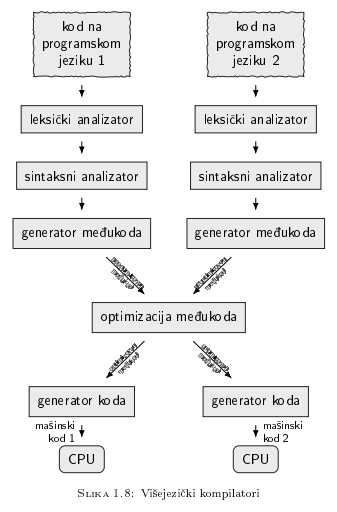 kod na
programskom
jeziku 1
kod na
programskom
jeziku 2
leksički analizator
leksički analizator
sintaksni analizator
sintaksni analizator
generator međukoda
generator međukoda
optimizacija međukoda
generator koda
generator koda
mašinski
kod 1
mašinski
kod 2
CPU
CPU
SLIKA 1.8: Višejezički kompilatori